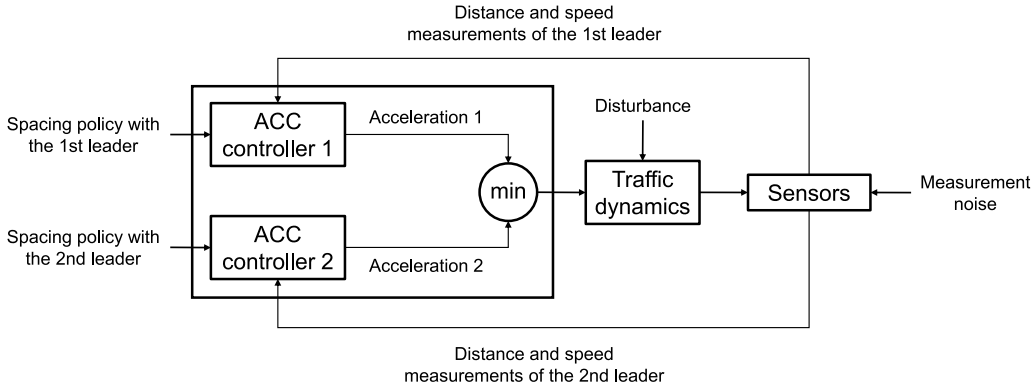 Distance and speed
measurements of the 1st leader
Spacing policy with
the 1st leader
ACC
controller 1
Acceleration 1
Disturbance
min
Traffic
dynamics
Sensors
Measurement
noise
Spacing policy with
the 2nd leader
ACC
controller 2
Acceleration 2
Distance and speed
measurements of the 2nd leader